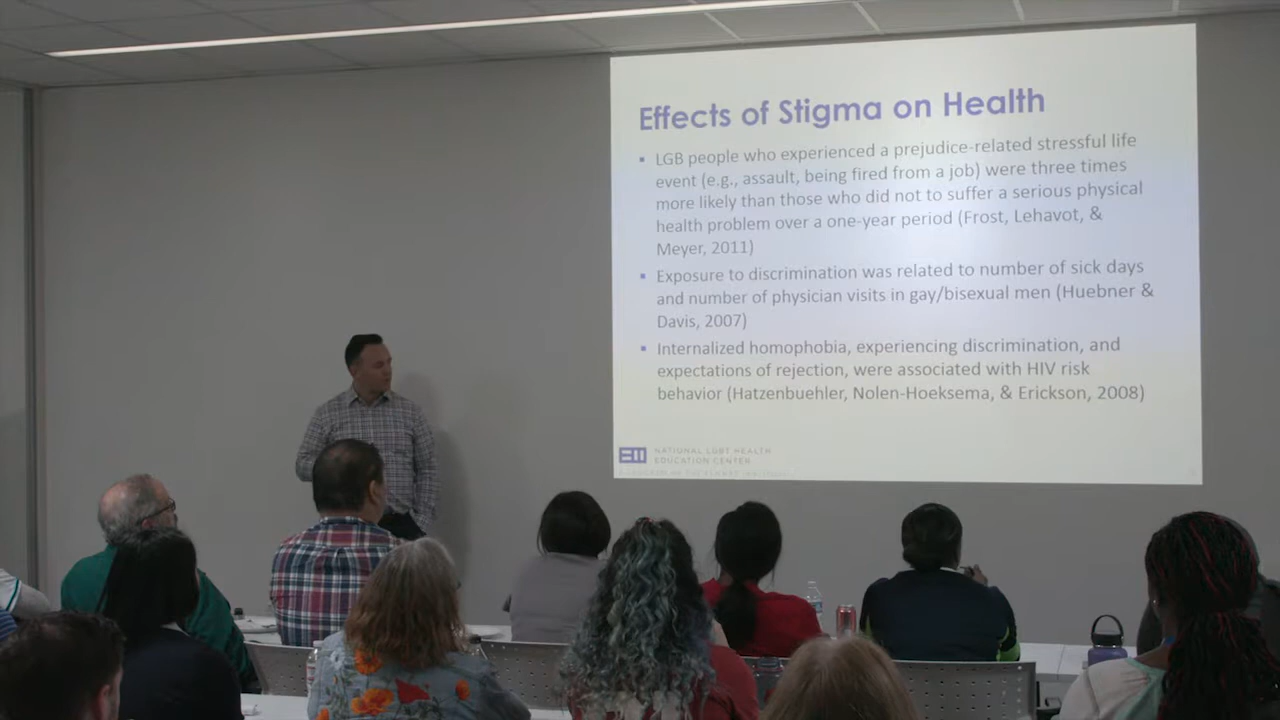 Effects of Stigma on Health
▪ LGB people who experienced a prejudice-related stressful life
event (e.g., assault, being fired from a job) were three times
more likely than those who did not to suffer a serious physical
health problem over a one-year period (Frost, Lehavot, &
Meyer, 2011)
▪ Exposure to discrimination was related to number of sick days
and number of physician visits in gay/bisexual men (Huebner &
Davis, 2007)
▪ Internalized homophobia, experiencing discrimination, and
expectations of rejection, were associated with HIV risk
behavior (Hatzenbuehler, Nolen-Hoeksema, & Erickson, 2008)
NATIONAL LGBT HEALTH
EDUCATION CENTER